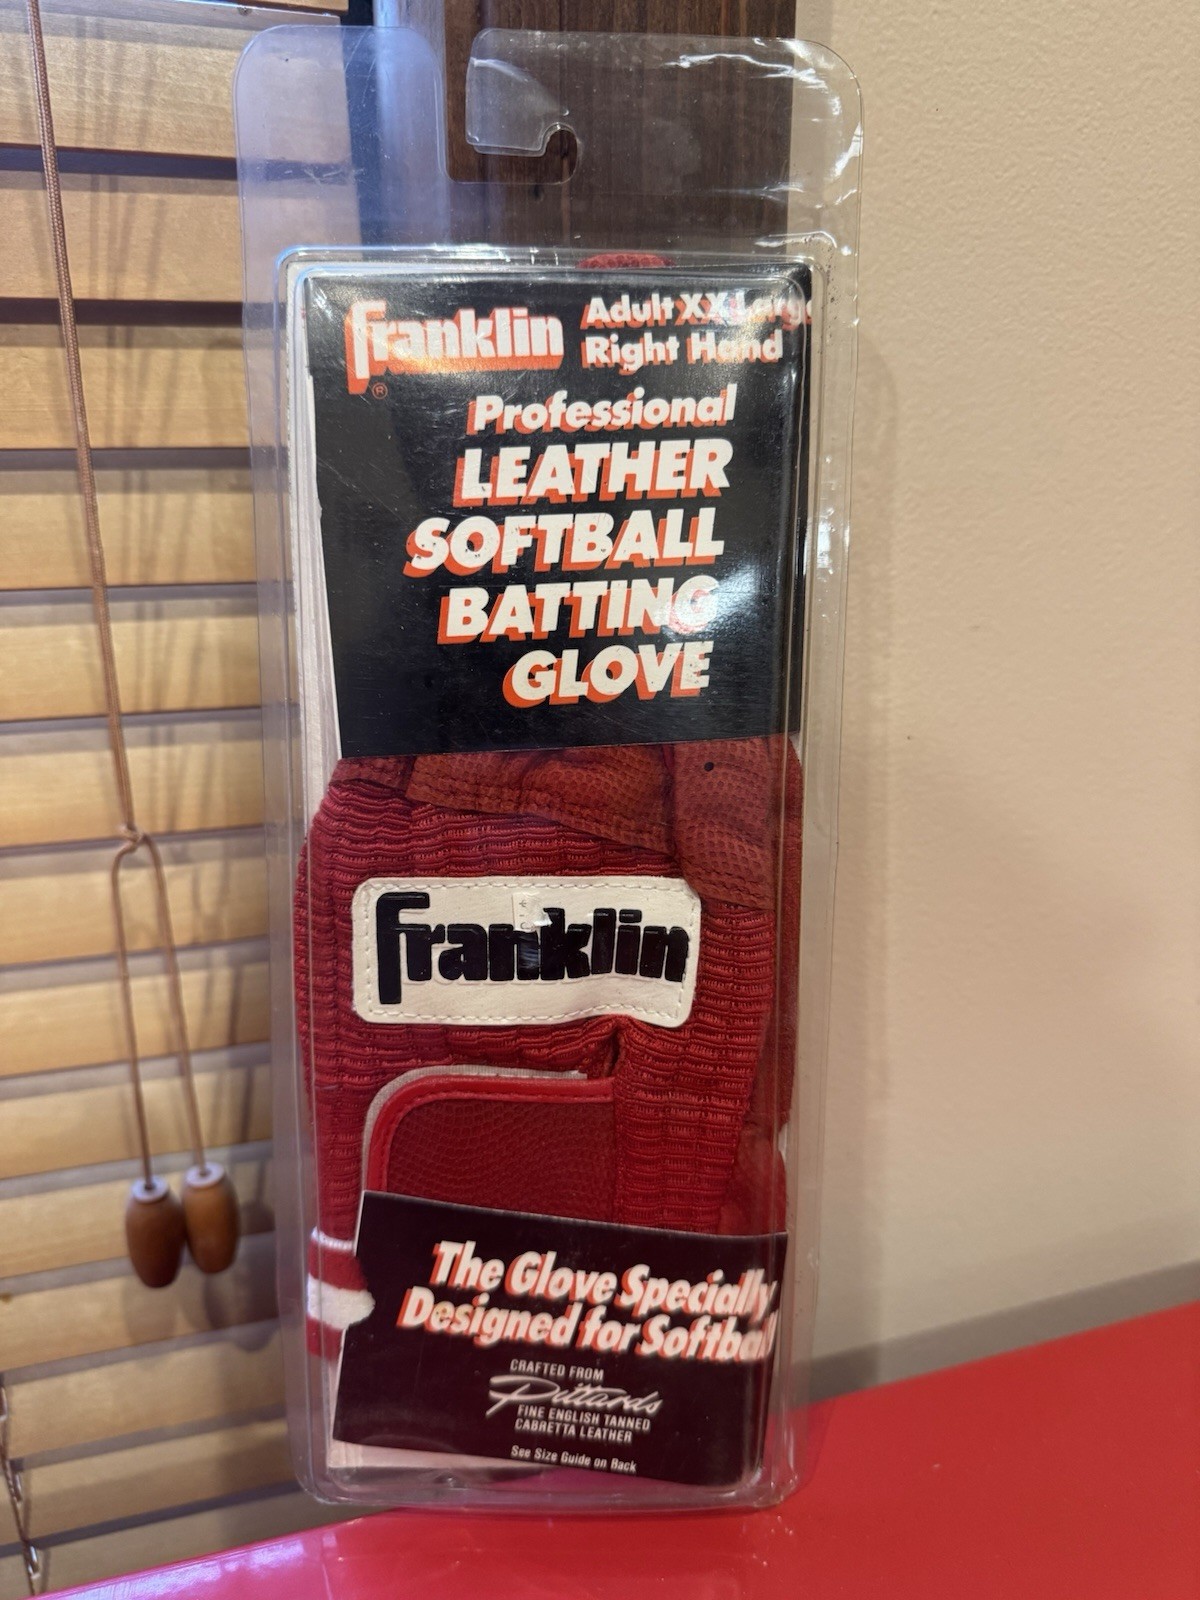 franklin
®
Adult XX Large
Right Hand
Professional
LEATHER
SOFTBALL
BATTING
GLOVE
franklin
The Glove Specially
Designed for Softball
CRAFTED FROM
Pittards
FINE ENGLISH TANNED
CABRETTA LEATHER
See Size Guide on Back